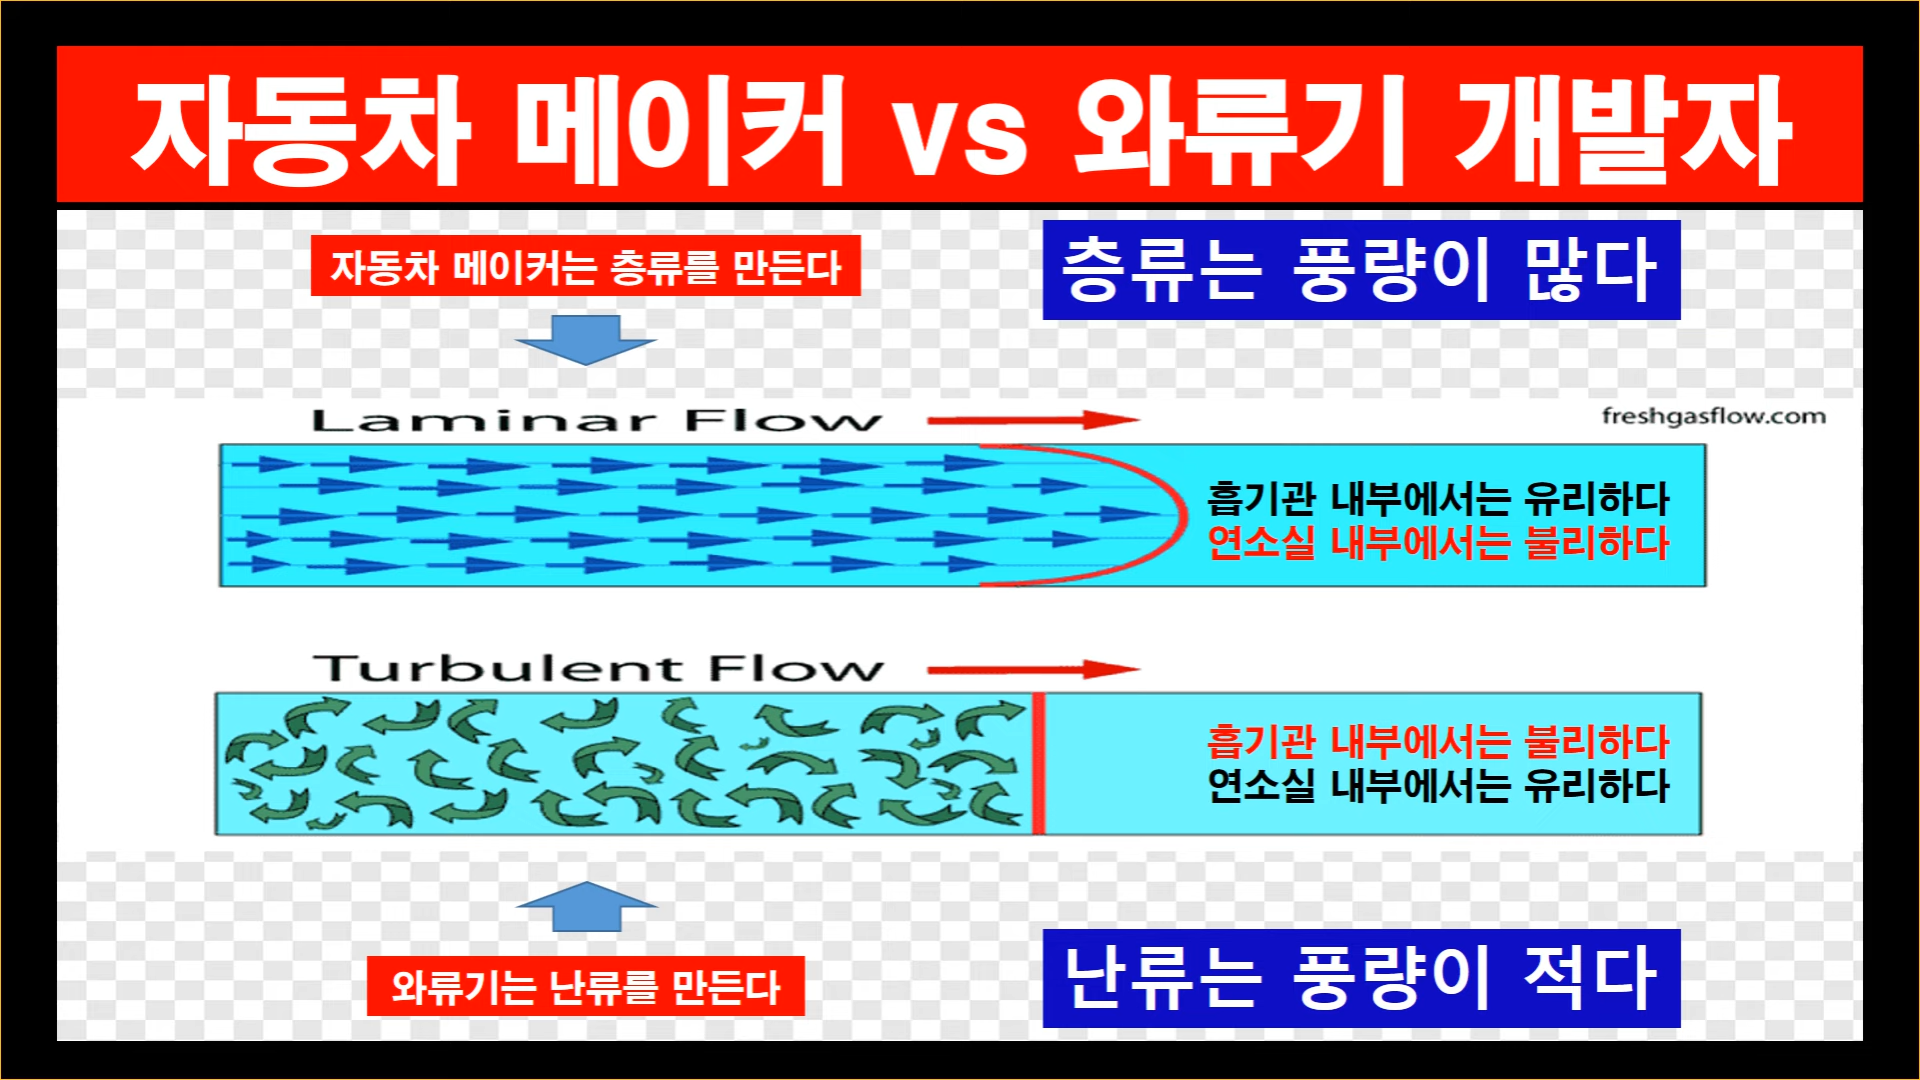 자동차 메이커 vs 와류기 개발자
자동차 메이커는 층류를 만든다
층류는 풍량이 많다
Laminar Flow
freshgasflow.com
흡기관 내부에서는 유리하다
연소실 내부에서는 불리하다
Turbulent Flow
흡기관 내부에서는 불리하다
연소실 내부에서는 유리하다
와류기는 난류를 만든다
난류는 풍량이 적다